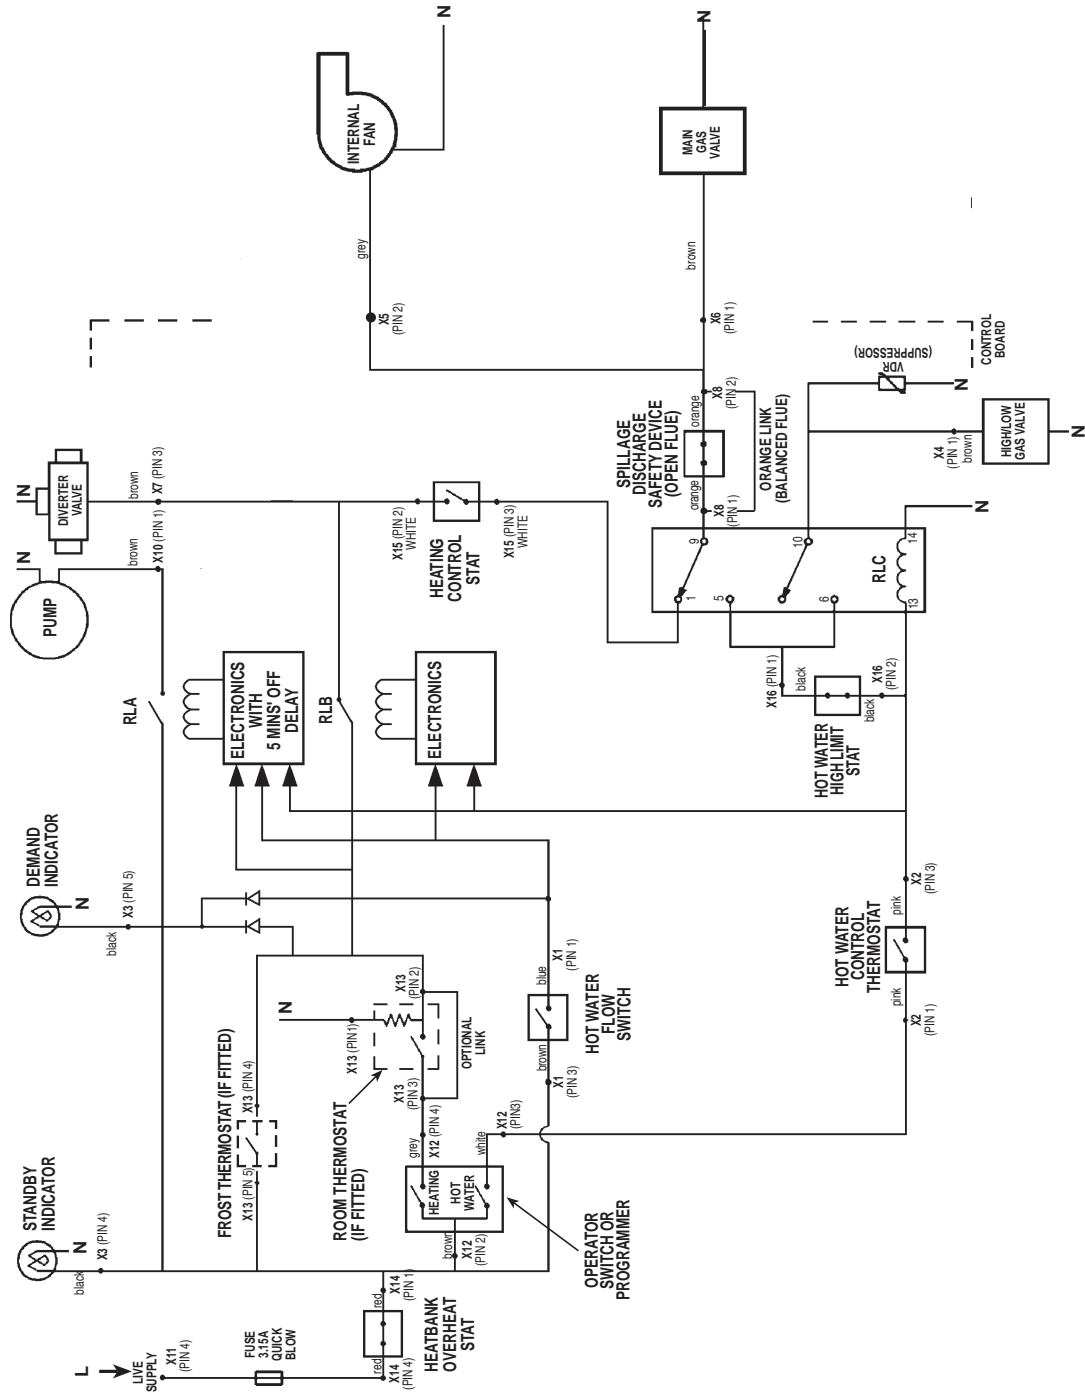 L
LIVE
SUPPLY
X11
(PIN 4)
FUSE
3.15A
QUICK
BLOW
red
X14
(PIN 4)
HEATBANK
OVERHEAT
STAT
red
X14
(PIN 1)
STANDBY
INDICATOR
N
black
X3 (PIN 4)
FROST THERMOSTAT (IF FITTED)
X13 (PIN 5)
X13 (PIN 4)
ROOM THERMOSTAT
(IF FITTED)
N
X13 (PIN1)
X13
(PIN 3)
X13
(PIN 2)
OPTIONAL
LINK
brown
X12
(PIN 2)
HEATING
HOT
WATER
grey
X12 (PIN 4)
white
X12
(PIN3)
OPERATOR
SWITCH OR
PROGRAMMER
X1
(PIN 3)
brown
HOT WATER
FLOW
SWITCH
blue
X1
(PIN 1)
DEMAND
INDICATOR
N
black
X3 (PIN 5)
RLA
ELECTRONICS
WITH
5 MINS' OFF
DELAY
RLB
ELECTRONICS
X2
(PIN 1)
pink
HOT WATER
CONTROL
THERMOSTAT
pink
X2
(PIN 3)
HOT WATER
HIGH LIMIT
STAT
black
X16
(PIN 2)
X16 (PIN 1)
black
PUMP
N
brown
X10 (PIN 1)
DIVERTER
VALVE
N
brown
X7 (PIN 3)
HEATING
CONTROL
STAT
X15 (PIN 2)
WHITE
X15 (PIN 3)
WHITE
1
9
5
10
6
13
14
RLC
N
SPILLAGE
DISCHARGE
SAFETY DEVICE
(OPEN FLUE)
orange
X8
(PIN 1)
orange
X8
(PIN 2)
ORANGE LINK
(BALANCED FLUE)
X4
(PIN 1)
brown
HIGH/LOW
GAS VALVE
N
VDR
(SUPPRESSOR)
N
CONTROL
BOARD
X5
(PIN 2)
grey
INTERNAL
FAN
N
X6
(PIN 1)
brown
MAIN
GAS
VALVE
N